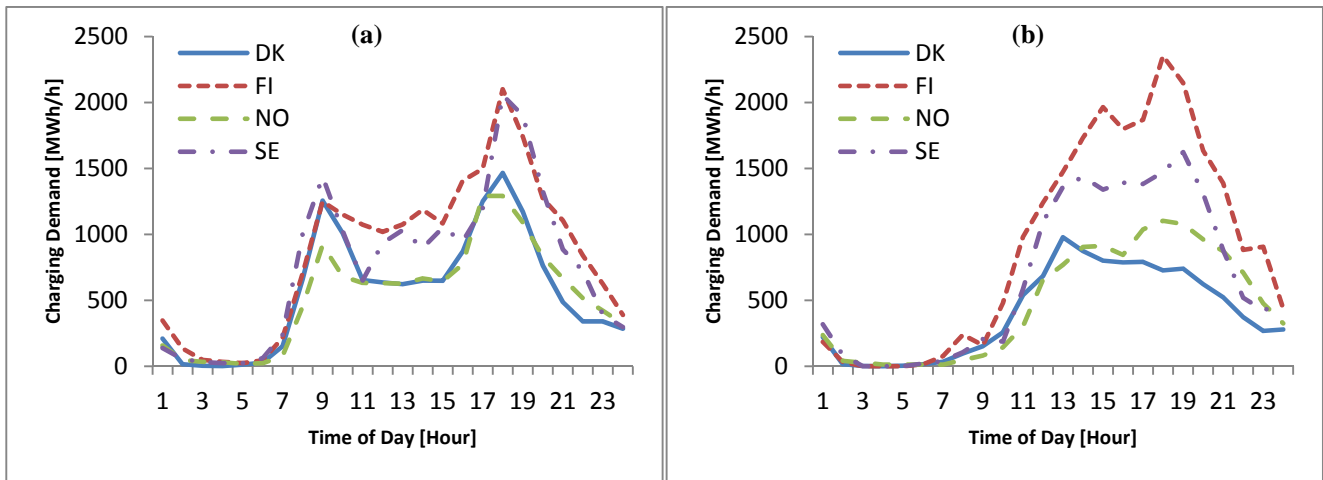 (a)
2500
2000
1500
1000
500
0
Charging Demand [MWh/h]
DK
FI
NO
SE
1 3 5 7 9 11 13 15 17 19 21 23
Time of Day [Hour]
(b)
2500
2000
1500
1000
500
0
Charging Demand [MWh/h]
DK
FI
NO
SE
1 3 5 7 9 11 13 15 17 19 21 23
Time of Day [Hour]